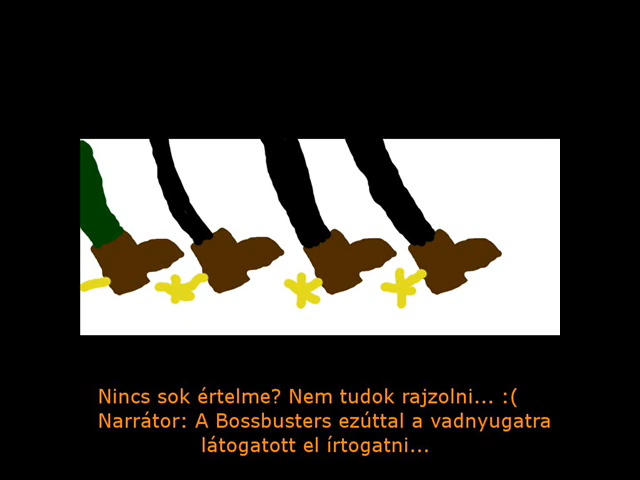 Nincs sok értelme? Nem tudok rajzolni... :(
Narrátor: A Bossbusters ezúttal a vadnyugatra
látogatott el írtogatni...